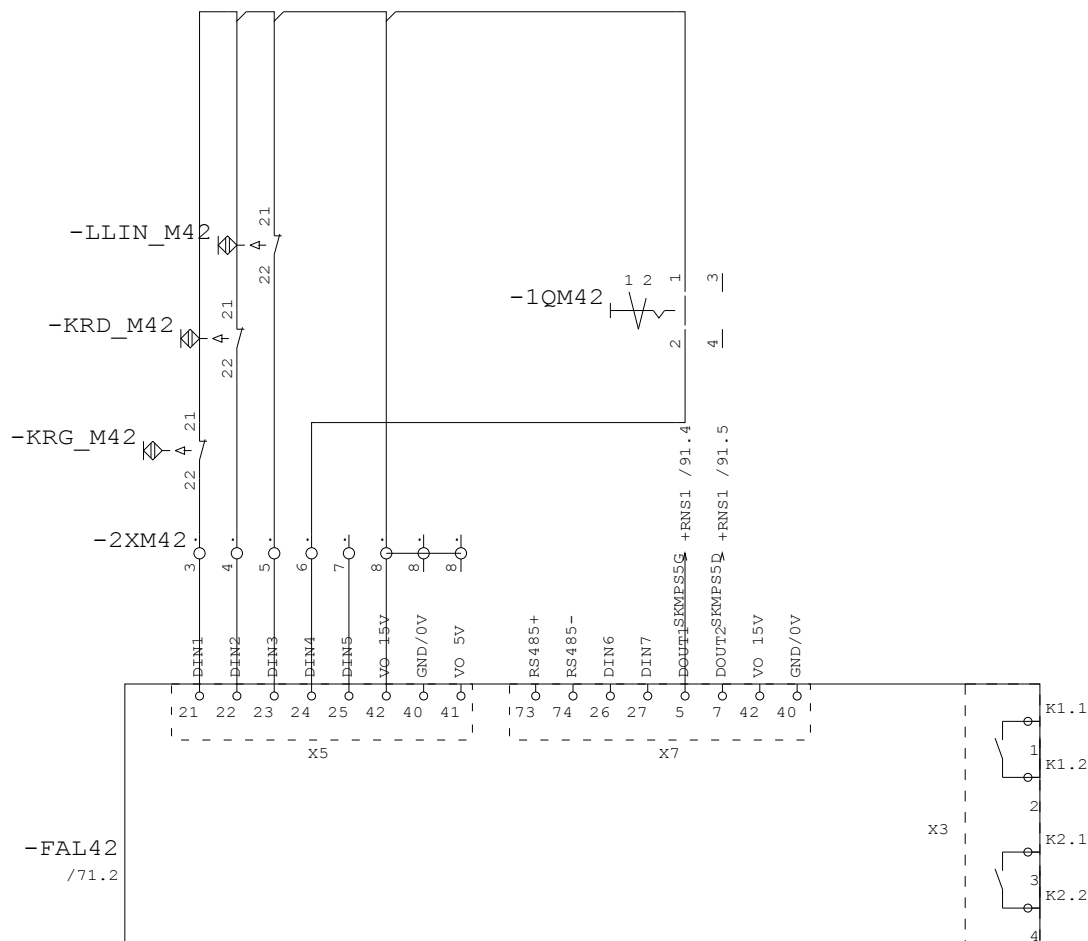 -LLIN_M42
21
22
-KRD_M42
21
22
-KRG_M42
21
22
-1QM42
1 2
1
2
3
4
SKMPS5G +RNS1 /91.4
SKMPS5D +RNS1 /91.5
-2XM42
3
4
5
6
7
8
8
8
DIN1
DIN2
DIN3
DIN4
DIN5
VO 15V
GND/0V
VO 5V
RS485+
RS485-
DIN6
DIN7
DOUT1
DOUT2
VO 15V
GND/0V
21 22 23 24 25 42 40 41
X5
73 74 26 27 5 7 42 40
X7
-FAL42
/71.2
X3
K1.1
1
K1.2
2
K2.1
3
K2.2
4